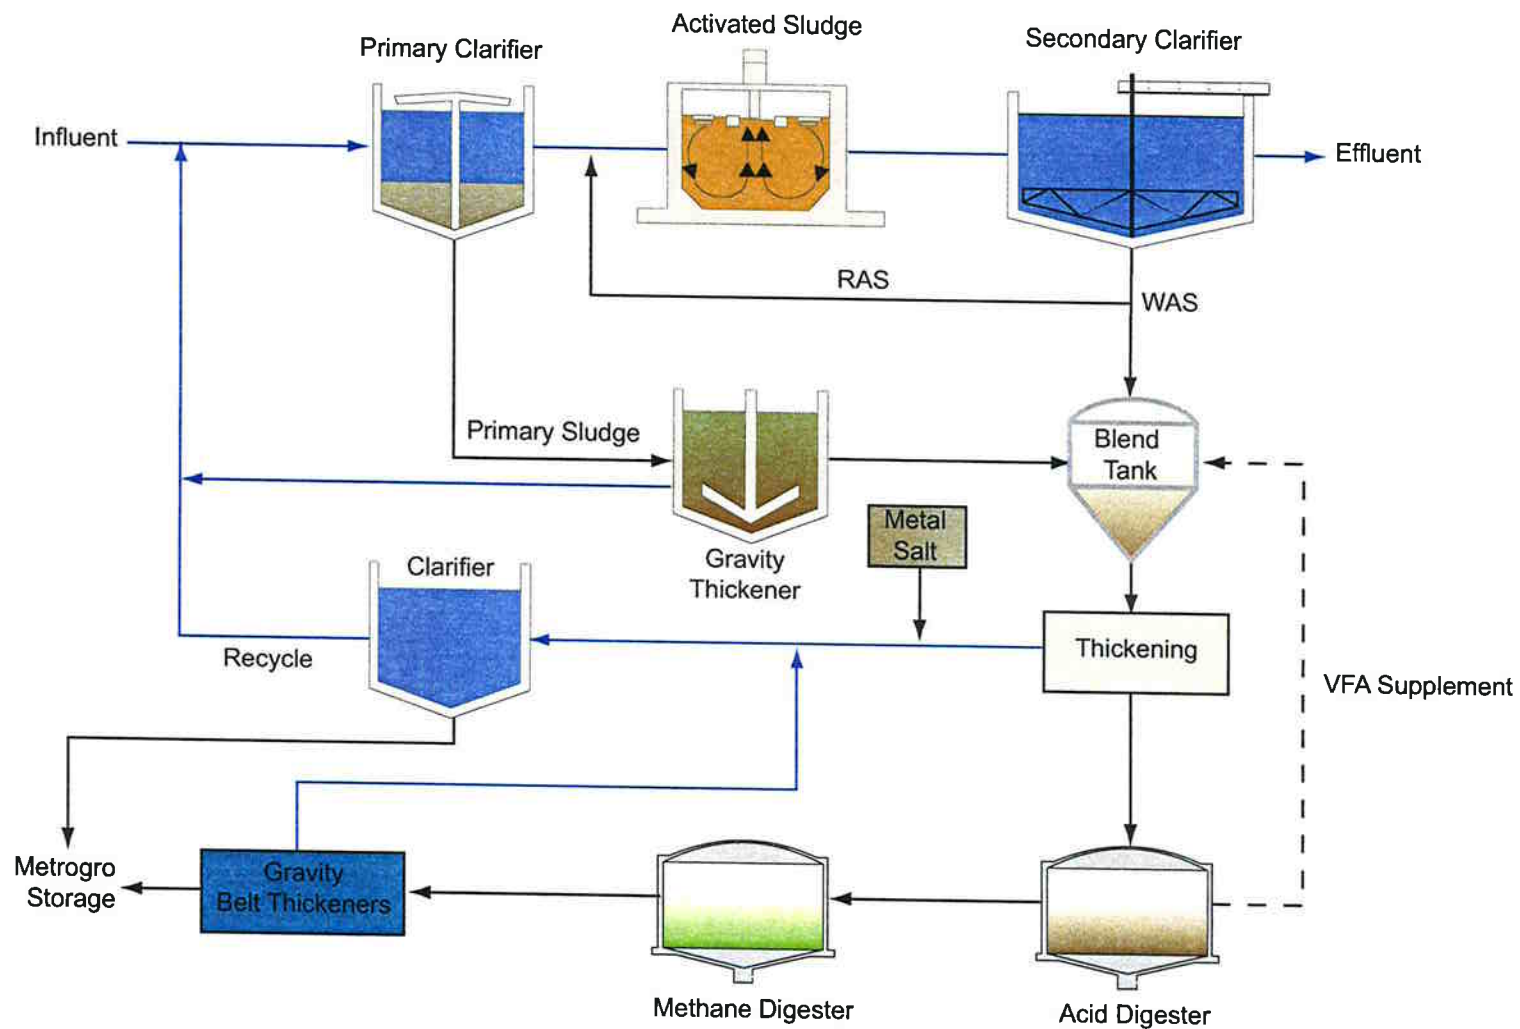 Activated Sludge
Primary Clarifier
Secondary Clarifier
Influent
Effluent
RAS
WAS
Primary Sludge
Blend
Tank
Metal
Salt
Gravity
Thickener
Clarifier
Thickening
Recycle
VFA Supplement
Metrogro
Storage
Gravity
Belt Thickeners
Methane Digester
Acid Digester